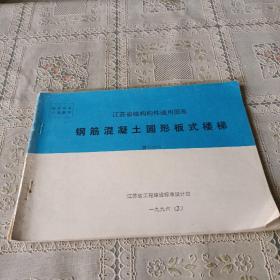 江苏省结构构件通用图集
钢筋混凝土圆形板式楼梯
江苏省工程建设标准设计站
一九九六